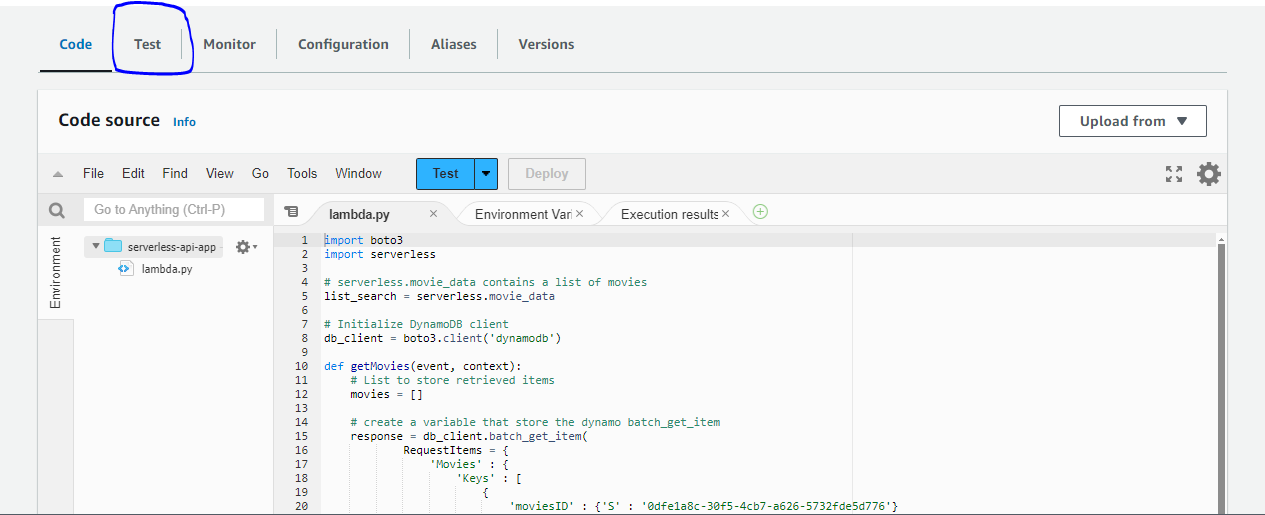 Code Test Monitor Configuration Aliases Versions
Code source Info Upload from
File Edit Find View Go Tools Window Test Deploy
Go to Anything (Ctrl-P) lambda.py Environment Vari Execution results
Environment
serverless-api-app
lambda.py
1 import boto3
2 import serverless
3
4 # serverless.movie_data contains a list of movies
5 list_search = serverless.movie_data
6
7 # Initialize DynamoDB client
8 db_client = boto3.client('dynamodb')
9
10 def getMovies(event, context):
11     # List to store retrieved items
12     movies = []
13
14     # create a variable that store the dynamo batch_get_item
15     response = db_client.batch_get_item(
16             RequestItems = {
17                 'Movies' : {
18                     'Keys' : [
19                         {
20                             'moviesID' : {'S' : '0dfe1a8c-30f5-4cb7-a626-5732fde5d776'}